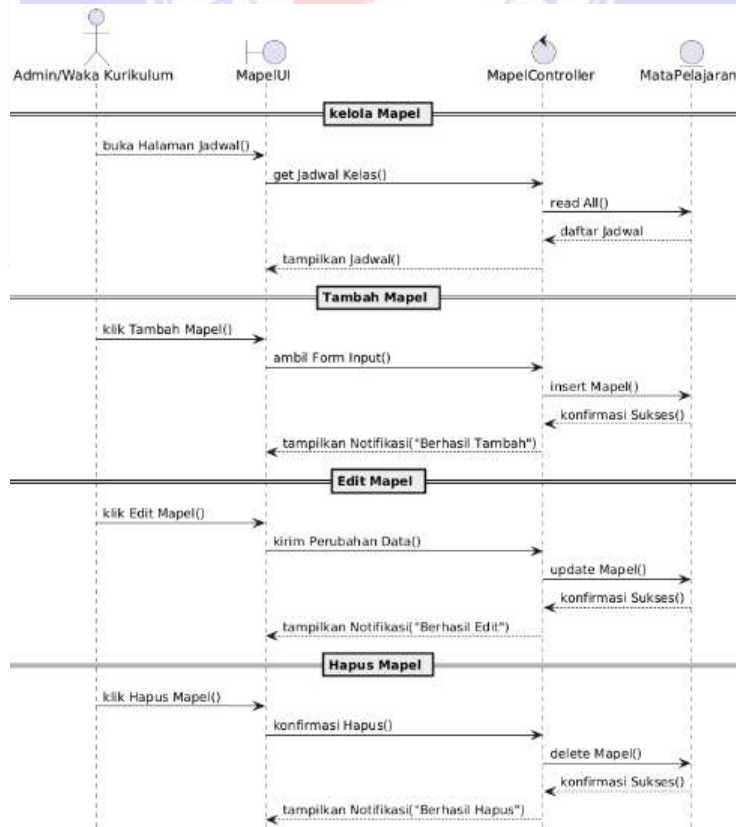 Admin/Waka Kurikulum MapelUI MapelController MataPelajaran
kelola Mapel
buka Halaman Jadwal()
get Jadwal Kelas()
read All()
daftar Jadwal
tampilkan Jadwal()
Tambah Mapel
klik Tambah Mapel()
ambil Form Input()
insert Mapel()
konfirmasi Sukses()
tampilkan Notifikasi("Berhasil Tambah")
Edit Mapel
klik Edit Mapel()
kirim Perubahan Data()
update Mapel()
konfirmasi Sukses()
tampilkan Notifikasi("Berhasil Edit")
Hapus Mapel
klik Hapus Mapel()
konfirmasi Hapus()
delete Mapel()
konfirmasi Sukses()
tampilkan Notifikasi("Berhasil Hapus")